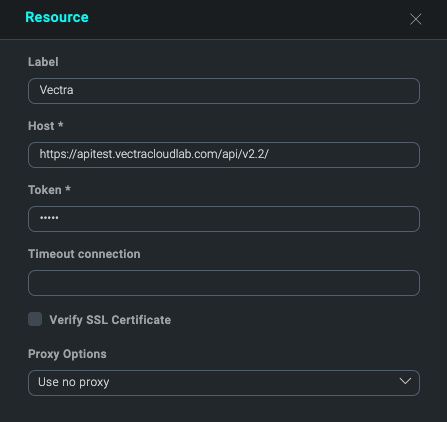 Resource
Label
Vectra
Host *
https://apitest.vectracloudlab.com/api/v2.2/
Token *
•••••
Timeout connection
Verify SSL Certificate
Proxy Options
Use no proxy